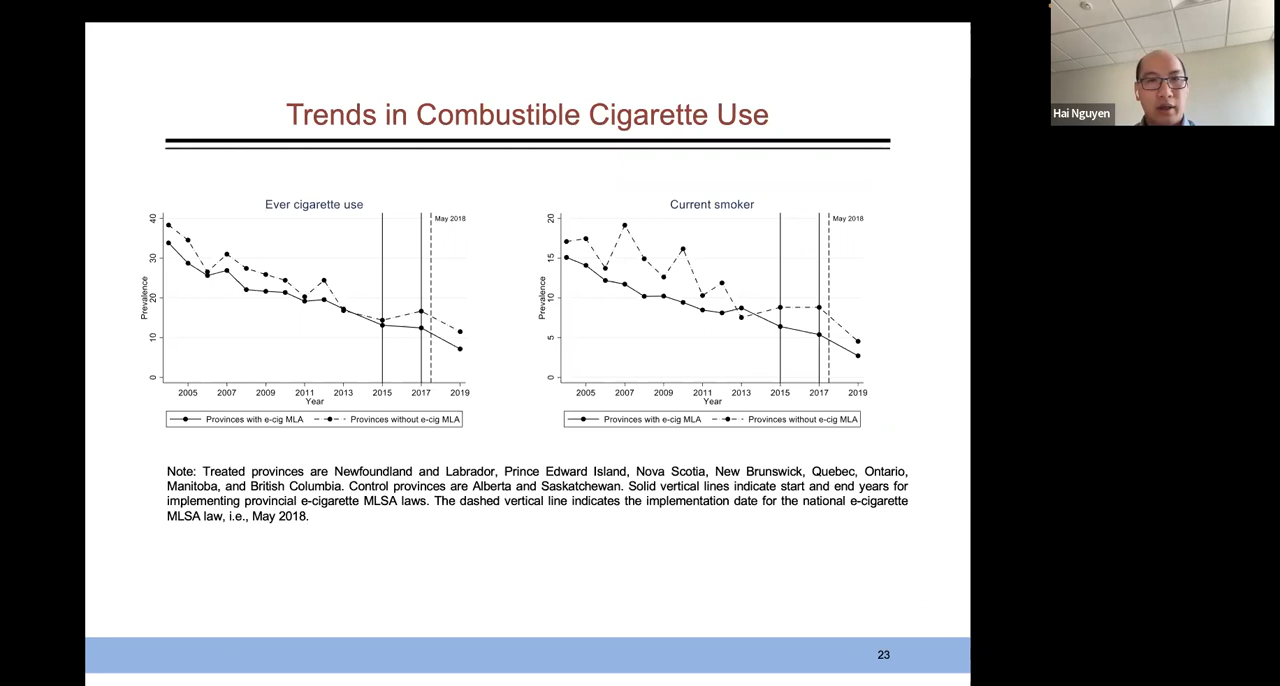 Hai Nguyen
Trends in Combustible Cigarette Use
Ever cigarette use
Prevalence
40
30
20
10
0
May 2018
2005 2007 2009 2011 2013 2015 2017 2019
Year
Provinces with e-cig MLA Provinces without e-cig MLA
Current smoker
Prevalence
20
15
10
5
0
May 2018
2005 2007 2009 2011 2013 2015 2017 2019
Year
Provinces with e-cig MLA Provinces without e-cig MLA
Note: Treated provinces are Newfoundland and Labrador, Prince Edward Island, Nova Scotia, New Brunswick, Quebec, Ontario,
Manitoba, and British Columbia. Control provinces are Alberta and Saskatchewan. Solid vertical lines indicate start and end years for
implementing provincial e-cigarette MLSA laws. The dashed vertical line indicates the implementation date for the national e-cigarette
MLSA law, i.e., May 2018.
23